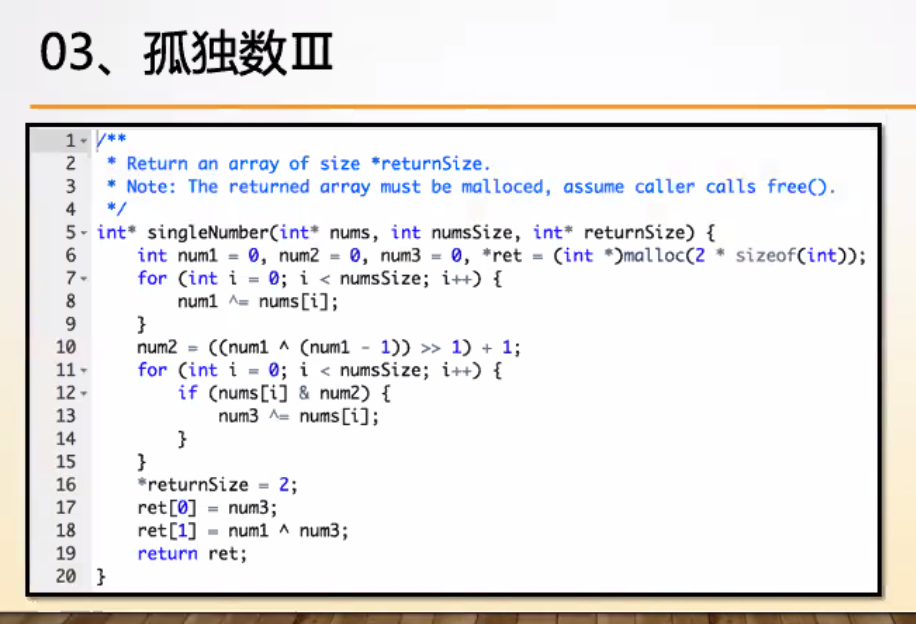 03、孤独数Ⅲ
1 /**
2  * Return an array of size *returnSize.
3  * Note: The returned array must be malloced, assume caller calls free().
4  */
5 int* singleNumber(int* nums, int numsSize, int* returnSize) {
6     int num1 = 0, num2 = 0, num3 = 0, *ret = (int *)malloc(2 * sizeof(int));
7     for (int i = 0; i < numsSize; i++) {
8         num1 ^= nums[i];
9     }
10     num2 = ((num1 ^ (num1 - 1)) >> 1) + 1;
11     for (int i = 0; i < numsSize; i++) {
12         if (nums[i] & num2) {
13             num3 ^= nums[i];
14         }
15     }
16     *returnSize = 2;
17     ret[0] = num3;
18     ret[1] = num1 ^ num3;
19     return ret;
20 }